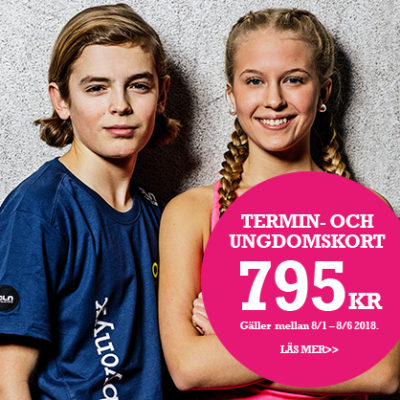 TERMIN- OCH
UNGDOMSKORT
795 KR
Gäller mellan 8/1 – 8/6 2018.
LÄS MER>>